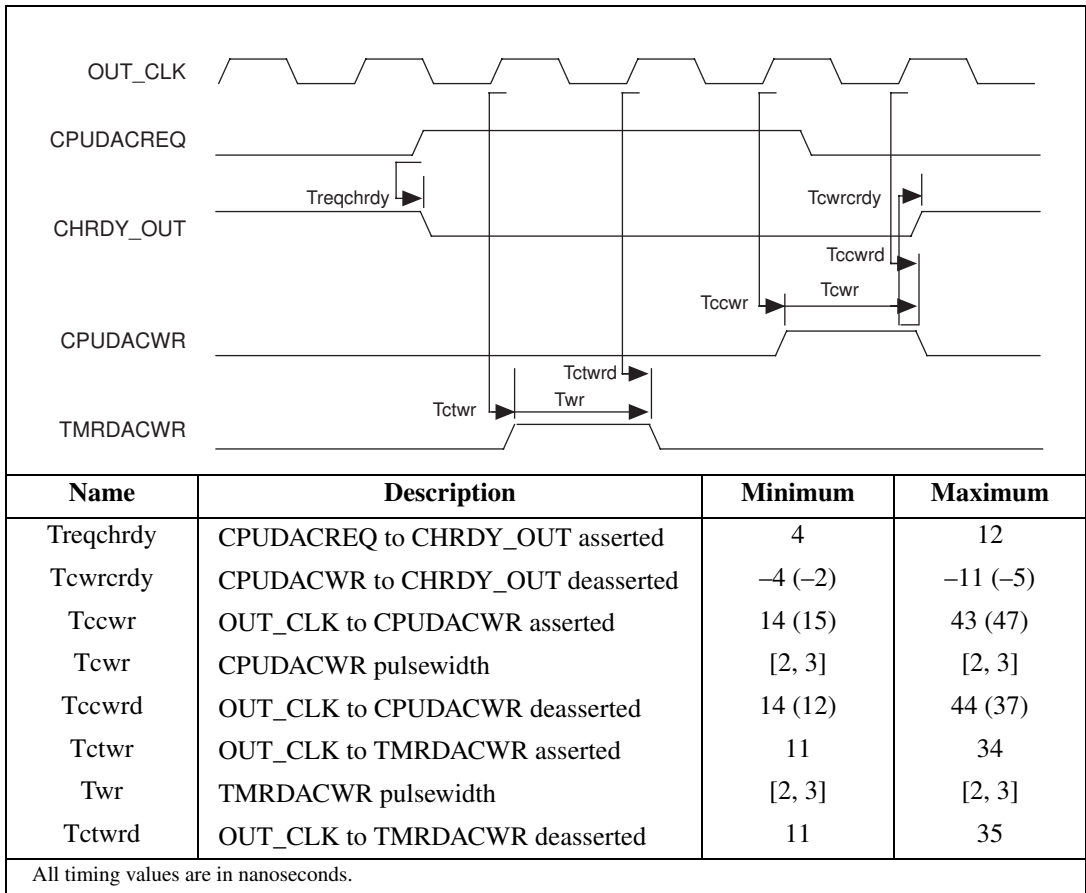 OUT_CLK
CPUDACREQ
Treqchrdy
Tcwrcrdy
CHRDY_OUT
Tccwrd
Tccwr
Tcwr
CPUDACWR
Tctwrd
Tctwr
Twr
TMRDACWR
Name Description Minimum Maximum
Treqchrdy CPUDACREQ to CHRDY_OUT asserted 4 12
Tcwrcrdy CPUDACWR to CHRDY_OUT deasserted –4 (–2) –11 (–5)
Tccwr OUT_CLK to CPUDACWR asserted 14 (15) 43 (47)
Tcwr CPUDACWR pulsewidth [2, 3] [2, 3]
Tccwrd OUT_CLK to CPUDACWR deasserted 14 (12) 44 (37)
Tctwr OUT_CLK to TMRDACWR asserted 11 34
Twr TMRDACWR pulsewidth [2, 3] [2, 3]
Tctwrd OUT_CLK to TMRDACWR deasserted 11 35
All timing values are in nanoseconds.